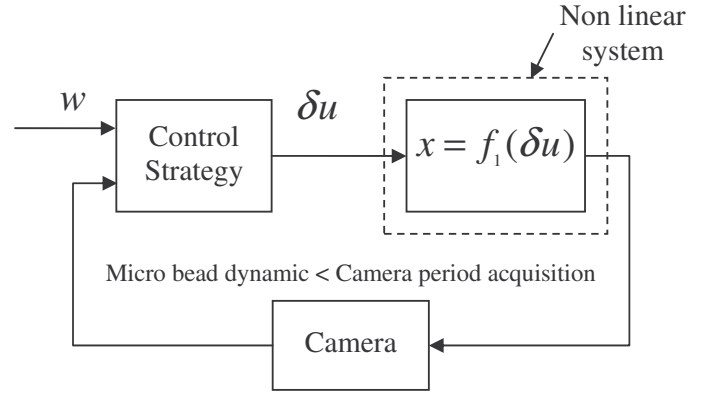 Non linear
system
w
δu
Control
Strategy
x = f₁(δu)
Micro bead dynamic < Camera period acquisition
Camera